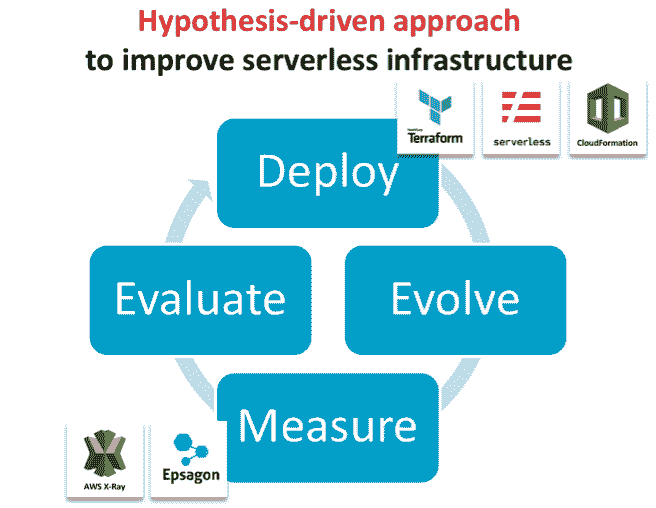 Hypothesis-driven approach
to improve serverless infrastructure
HashiCorp
Terraform
serverless
CloudFormation
Deploy
Evaluate
Evolve
Measure
AWS X-Ray
Epsagon